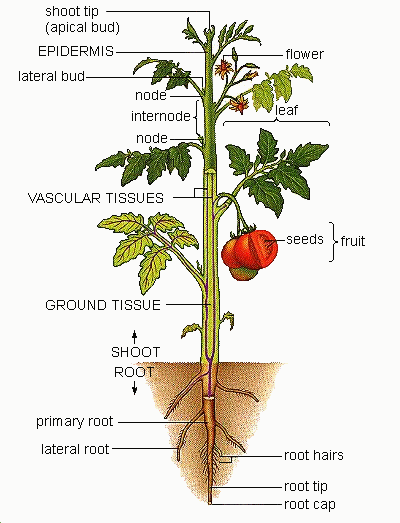 shoot tip
(apical bud)
EPIDERMIS
flower
lateral bud
node
leaf
internode
node
VASCULAR TISSUES
seeds
fruit
GROUND TISSUE
SHOOT
ROOT
primary root
lateral root
root hairs
root tip
root cap